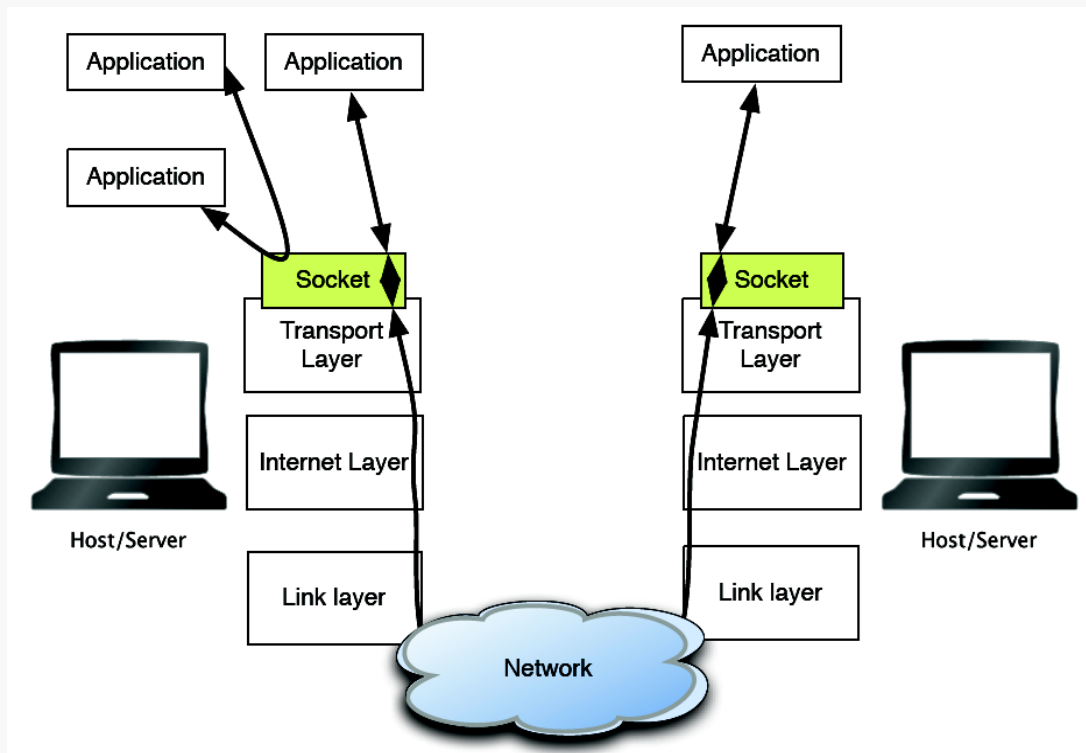 Application
Application
Application
Application
Socket
Socket
Transport
Layer
Transport
Layer
Internet Layer
Internet Layer
Host/Server
Host/Server
Link layer
Link layer
Network